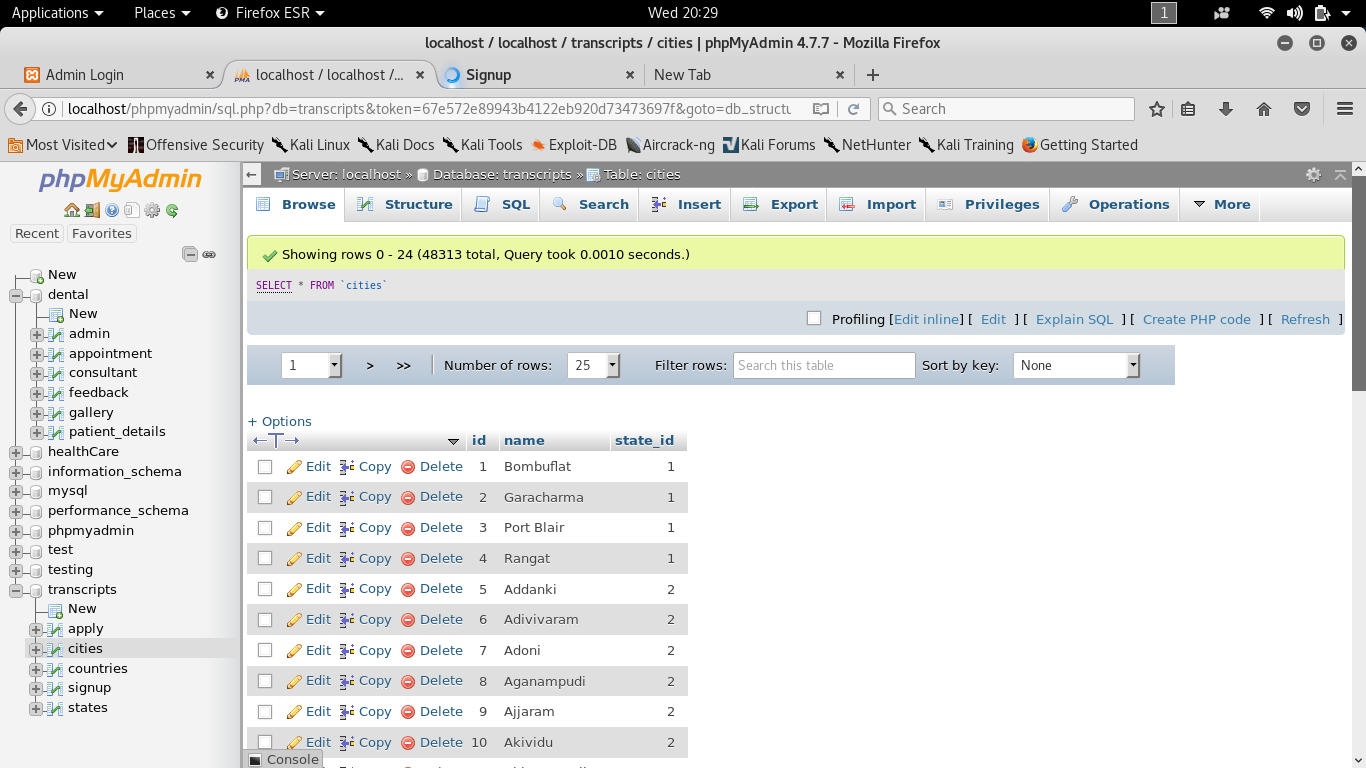 Applications Places Firefox ESR Wed 20:29 1
localhost / localhost / transcripts / cities | phpMyAdmin 4.7.7 - Mozilla Firefox
Admin Login localhost / localhost /... Signup New Tab
localhost/phpmyadmin/sql.php?db=transcripts&token=67e572e89943b4122eb920d73473697f&goto=db_structu Search
Most Visited Offensive Security Kali Linux Kali Docs Kali Tools Exploit-DB Aircrack-ng Kali Forums NetHunter Kali Training Getting Started
phpMyAdmin
Recent Favorites
New
dental
New
admin
appointment
consultant
feedback
gallery
patient_details
healthCare
information_schema
mysql
performance_schema
phpmyadmin
test
testing
transcripts
New
apply
cities
countries
signup
states
Server: localhost » Database: transcripts » Table: cities
Browse Structure SQL Search Insert Export Import Privileges Operations More
Showing rows 0 - 24 (48313 total, Query took 0.0010 seconds.)
SELECT * FROM `cities`
Profiling [Edit inline] [ Edit ] [ Explain SQL ] [ Create PHP code ] [ Refresh ]
1 > >> Number of rows: 25 Filter rows: Search this table Sort by key: None
+ Options
←T→ id name state_id
Edit Copy Delete 1 Bombuflat 1
Edit Copy Delete 2 Garacharma 1
Edit Copy Delete 3 Port Blair 1
Edit Copy Delete 4 Rangat 1
Edit Copy Delete 5 Addanki 2
Edit Copy Delete 6 Adivivaram 2
Edit Copy Delete 7 Adoni 2
Edit Copy Delete 8 Aganampudi 2
Edit Copy Delete 9 Ajjaram 2
Edit Copy Delete 10 Akividu 2
Console